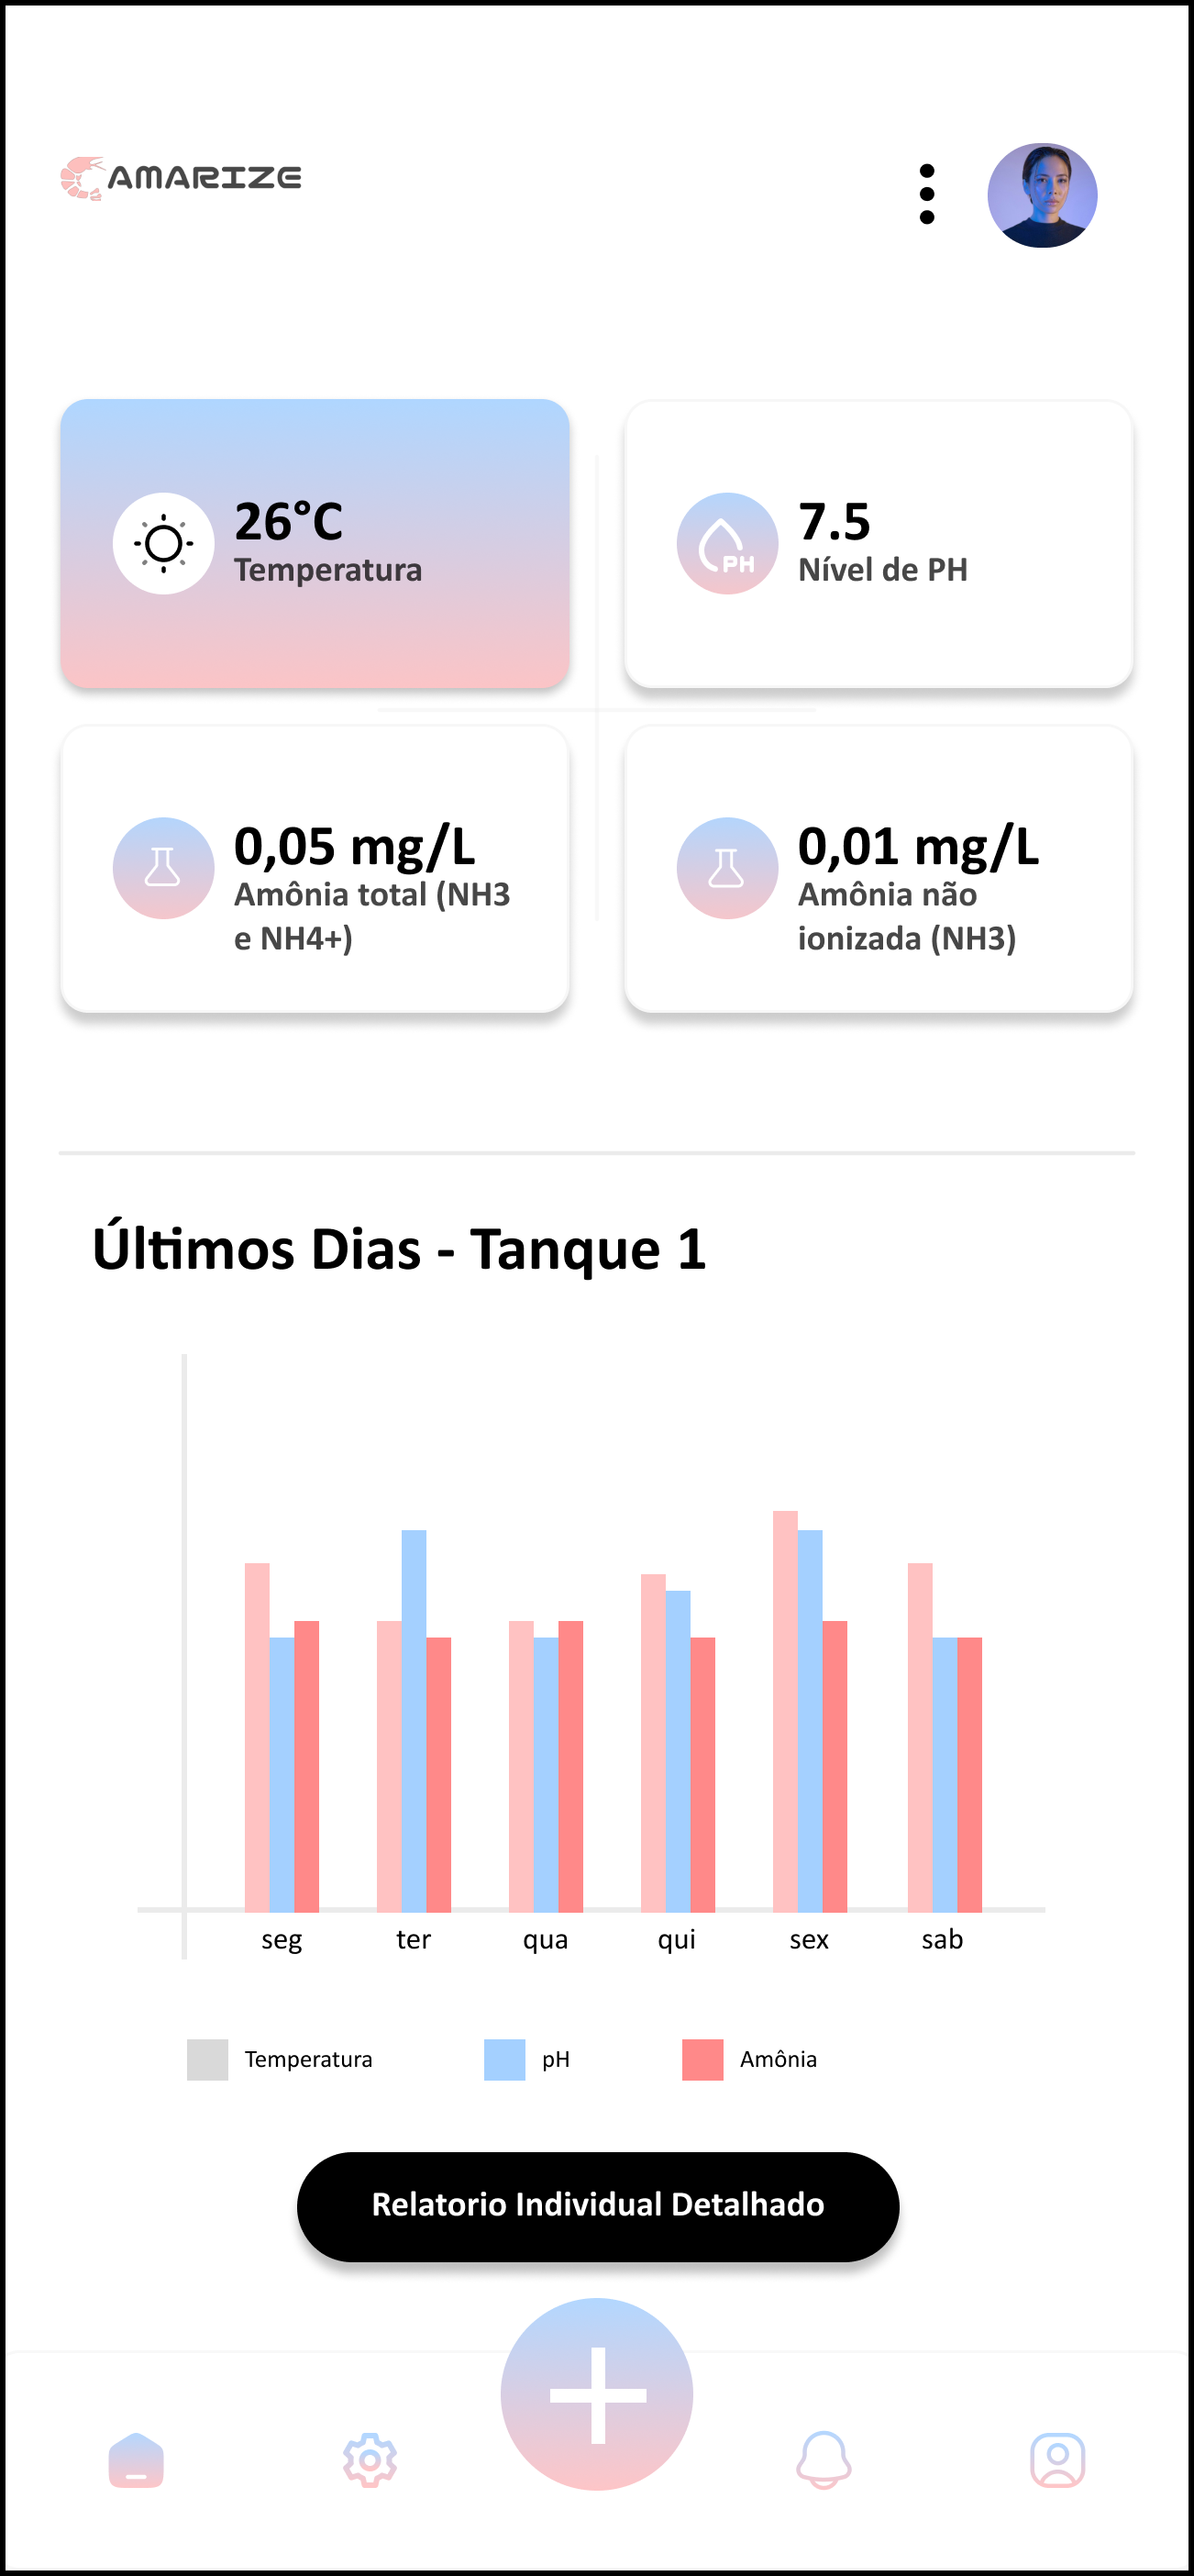 CAMARIZE
26°C
Temperatura
7.5
Nível de PH
PH
0,05 mg/L
Amônia total (NH3
e NH4+)
0,01 mg/L
Amônia não
ionizada (NH3)
Últimos Dias - Tanque 1
seg ter qua qui sex sab
Temperatura pH Amônia
Relatorio Individual Detalhado